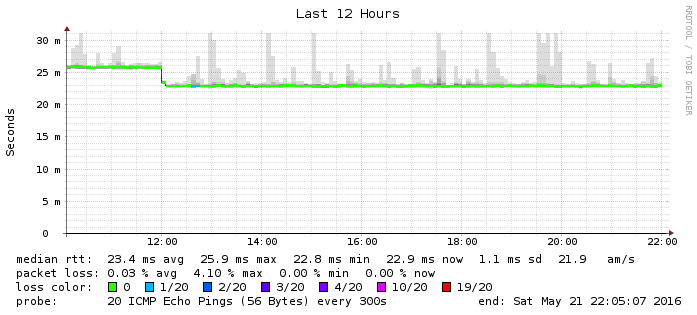 Last 12 Hours
RRDTOOL / TOBI OETIKER
Seconds
30 m
25 m
20 m
15 m
10 m
5 m
0
12:00 14:00 16:00 18:00 20:00 22:00
median rtt: 23.4 ms avg 25.9 ms max 22.8 ms min 22.9 ms now 1.1 ms sd 21.9 am/s
packet loss: 0.03 % avg 4.10 % max 0.00 % min 0.00 % now
loss color: 0 1/20 2/20 3/20 4/20 10/20 19/20
probe: 20 ICMP Echo Pings (56 Bytes) every 300s end: Sat May 21 22:05:07 2016